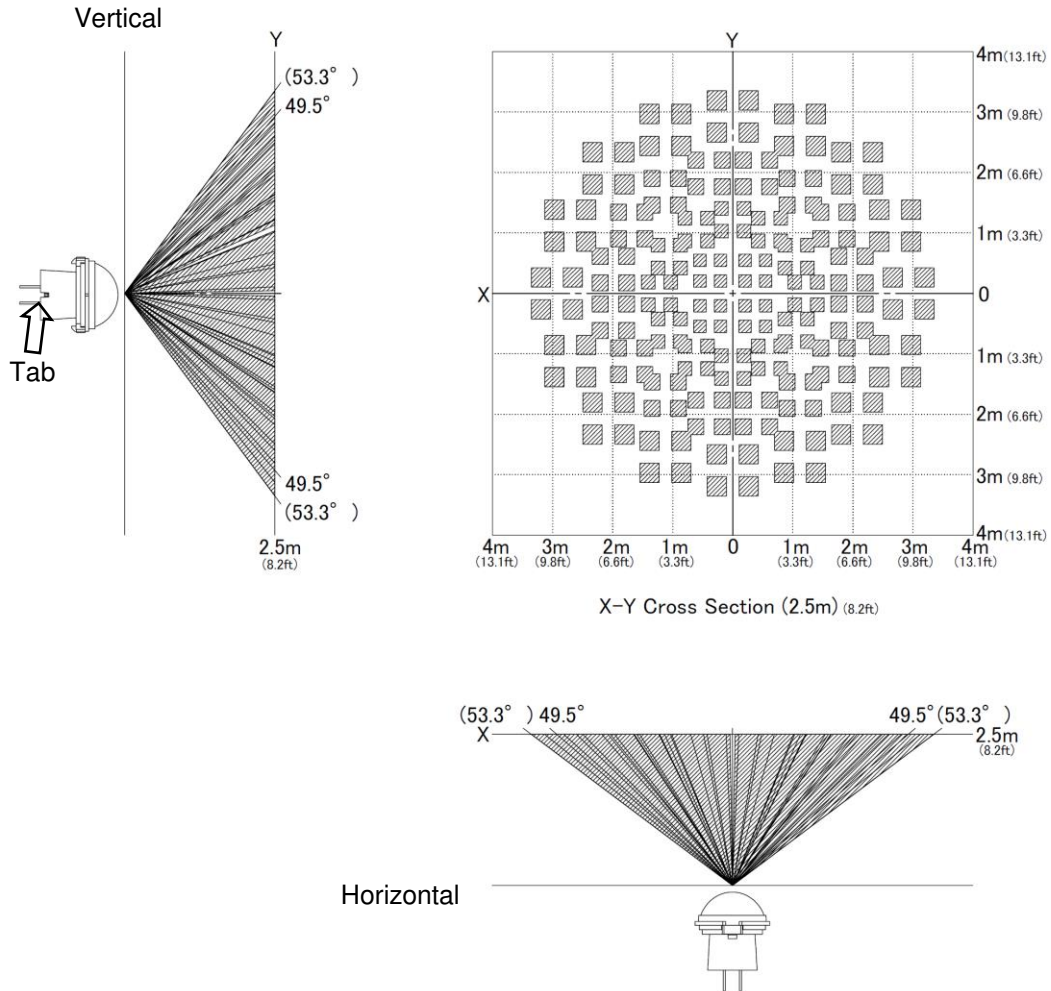 Vertical
Y
(53.3° )
49.5°
49.5°
(53.3° )
2.5m
(8.2ft)
Tab
Y
4m(13.1ft)
3m (9.8ft)
2m (6.6ft)
1m (3.3ft)
X
0
1m (3.3ft)
2m (6.6ft)
3m (9.8ft)
4m(13.1ft)
4m 3m 2m 1m 0 1m 2m 3m 4m
(13.1ft) (9.8ft) (6.6ft) (3.3ft) (3.3ft) (6.6ft) (9.8ft) (13.1ft)
X-Y Cross Section (2.5m) (8.2ft)
(53.3° ) 49.5° 49.5° (53.3° )
X 2.5m
(8.2ft)
Horizontal